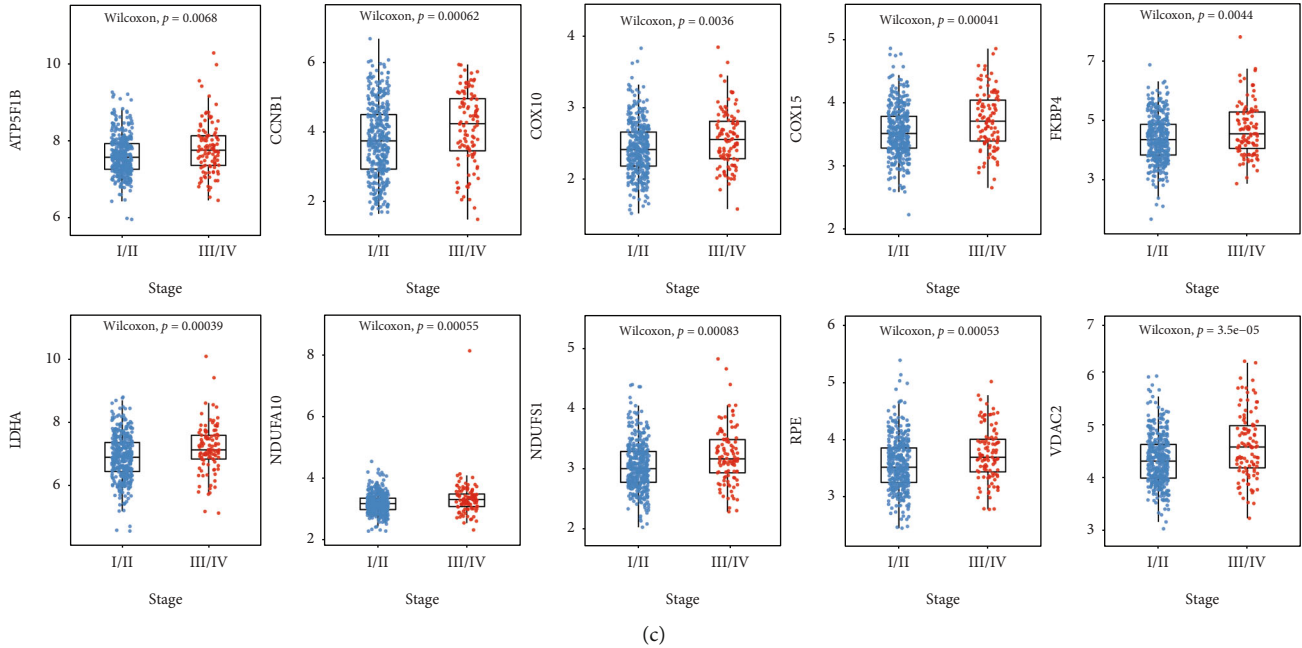 Wilcoxon, p = 0.0068
ATP5F1B
10
8
6
I/II III/IV
Stage
Wilcoxon, p = 0.00062
CCNB1
6
4
2
I/II III/IV
Stage
Wilcoxon, p = 0.0036
COX10
4
3
2
I/II III/IV
Stage
Wilcoxon, p = 0.00041
COX15
5
4
3
2
I/II III/IV
Stage
Wilcoxon, p = 0.0044
FKBP4
7
5
3
I/II III/IV
Stage
Wilcoxon, p = 0.00039
LDHA
10
8
6
I/II III/IV
Stage
Wilcoxon, p = 0.00055
NDUFA10
8
6
4
2
I/II III/IV
Stage
Wilcoxon, p = 0.00083
NDUFS1
5
4
3
2
I/II III/IV
Stage
Wilcoxon, p = 0.00053
RPE
6
5
4
3
I/II III/IV
Stage
Wilcoxon, p = 3.5e−05
VDAC2
7
6
5
4
3
I/II III/IV
Stage
(c)